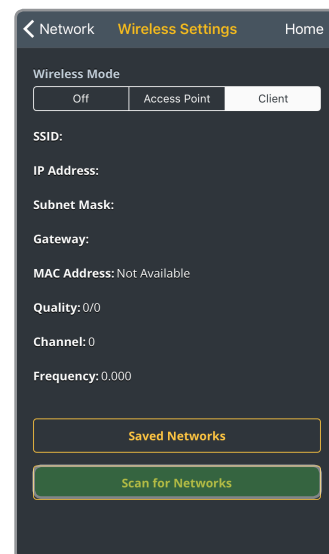 Network Wireless Settings Home
Wireless Mode
Off Access Point Client
SSID:
IP Address:
Subnet Mask:
Gateway:
MAC Address: Not Available
Quality: 0/0
Channel: 0
Frequency: 0.000
Saved Networks
Scan for Networks